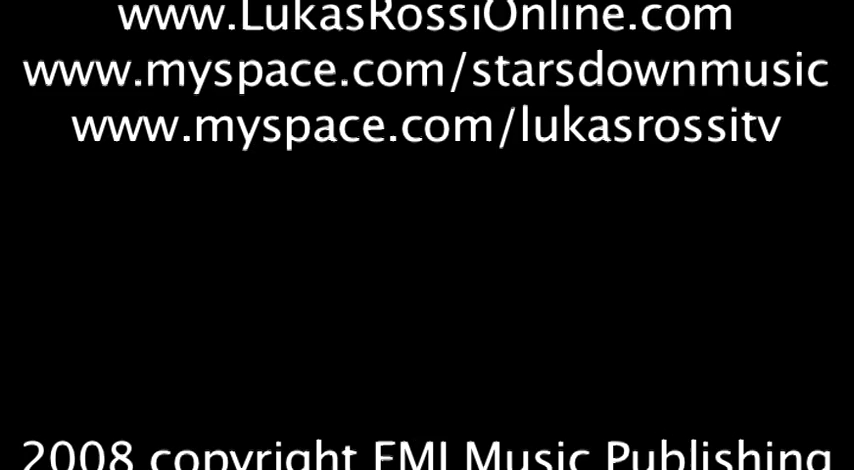 www.LukasRossiOnline.com
www.myspace.com/starsdownmusic
www.myspace.com/lukasrossitv
2008 copyright EMI Music Publishing